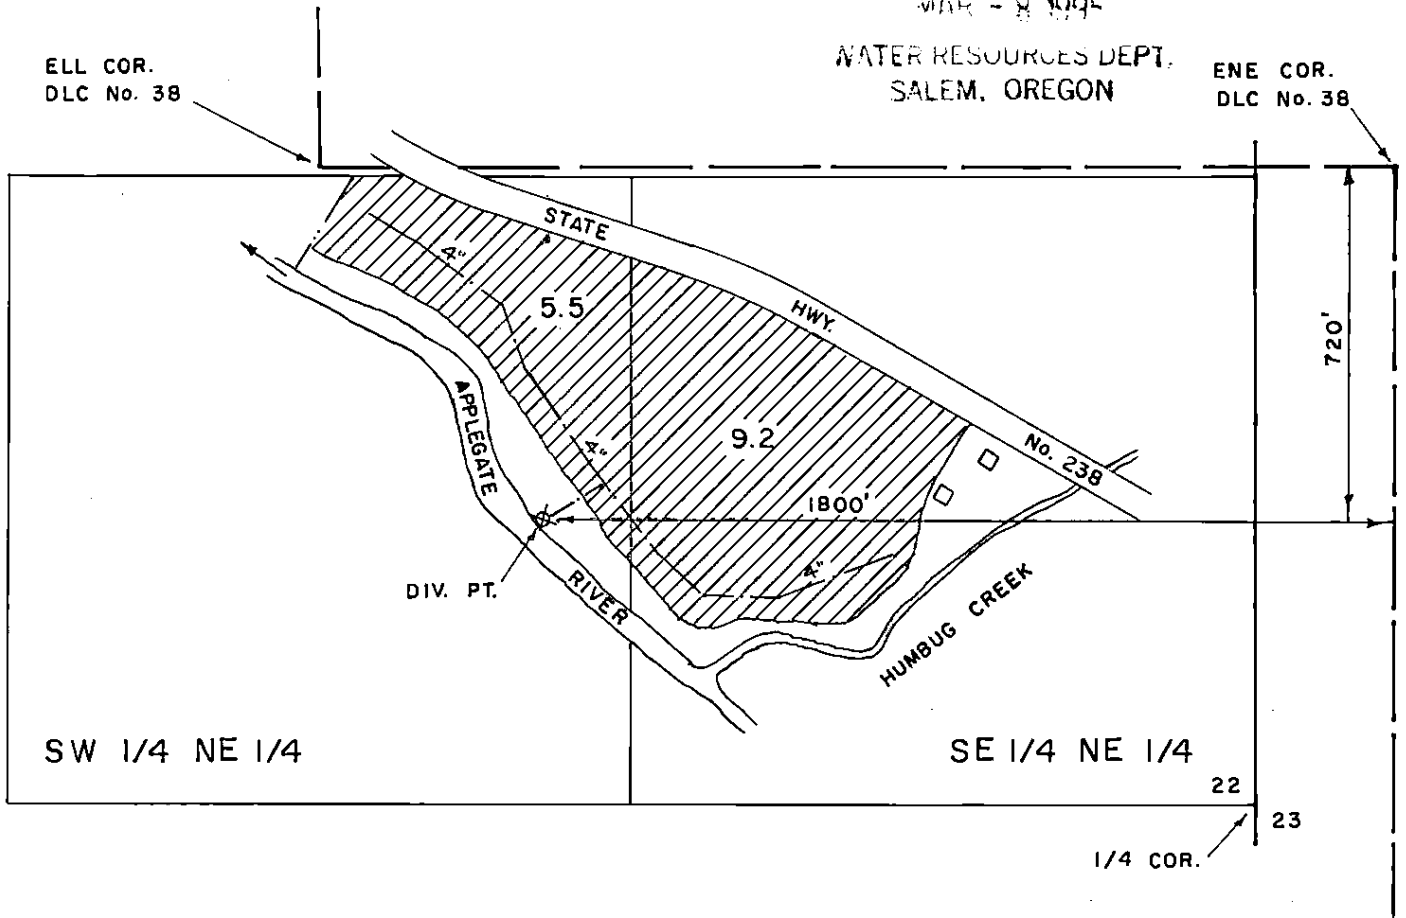 WATER RESOURCES DEPT.
SALEM, OREGON
ELL COR.
DLC No. 38
ENE COR.
DLC No. 38
STATE
HWY.
No. 238
4"
5.5
720'
9.2
APPLEGATE
4"
1800'
DIV. PT.
4"
RIVER
HUMBUG CREEK
SW 1/4 NE 1/4
SE 1/4 NE 1/4
22
23
1/4 COR.